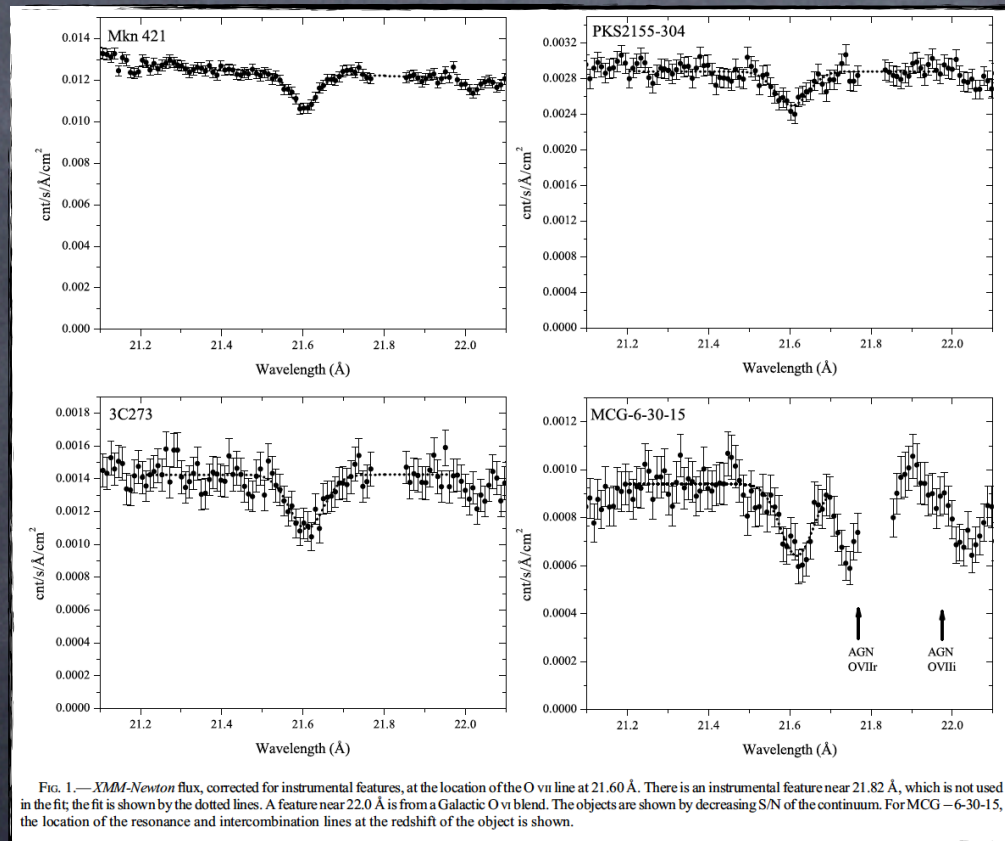 Mkn 421
0.014
0.012
0.010
0.008
0.006
0.004
0.002
0.000
cnt/s/Å/cm²
21.2 21.4 21.6 21.8 22.0
Wavelength (Å)
PKS2155-304
0.0032
0.0028
0.0024
0.0020
0.0016
0.0012
0.0008
0.0004
0.0000
cnt/s/Å/cm²
21.2 21.4 21.6 21.8 22.0
Wavelength (Å)
3C273
0.0018
0.0016
0.0014
0.0012
0.0010
0.0008
0.0006
0.0004
0.0002
0.0000
cnt/s/Å/cm²
21.2 21.4 21.6 21.8 22.0
Wavelength (Å)
MCG-6-30-15
0.0012
0.0010
0.0008
0.0006
0.0004
0.0002
0.0000
cnt/s/Å/cm²
AGN
OVIIr
AGN
OVIIi
21.2 21.4 21.6 21.8 22.0
Wavelength (Å)
FIG. 1.—XMM-Newton flux, corrected for instrumental features, at the location of the O VII line at 21.60 Å. There is an instrumental feature near 21.82 Å, which is not used
in the fit; the fit is shown by the dotted lines. A feature near 22.0 Å is from a Galactic O VI blend. The objects are shown by decreasing S/N of the continuum. For MCG −6-30-15,
the location of the resonance and intercombination lines at the redshift of the object is shown.